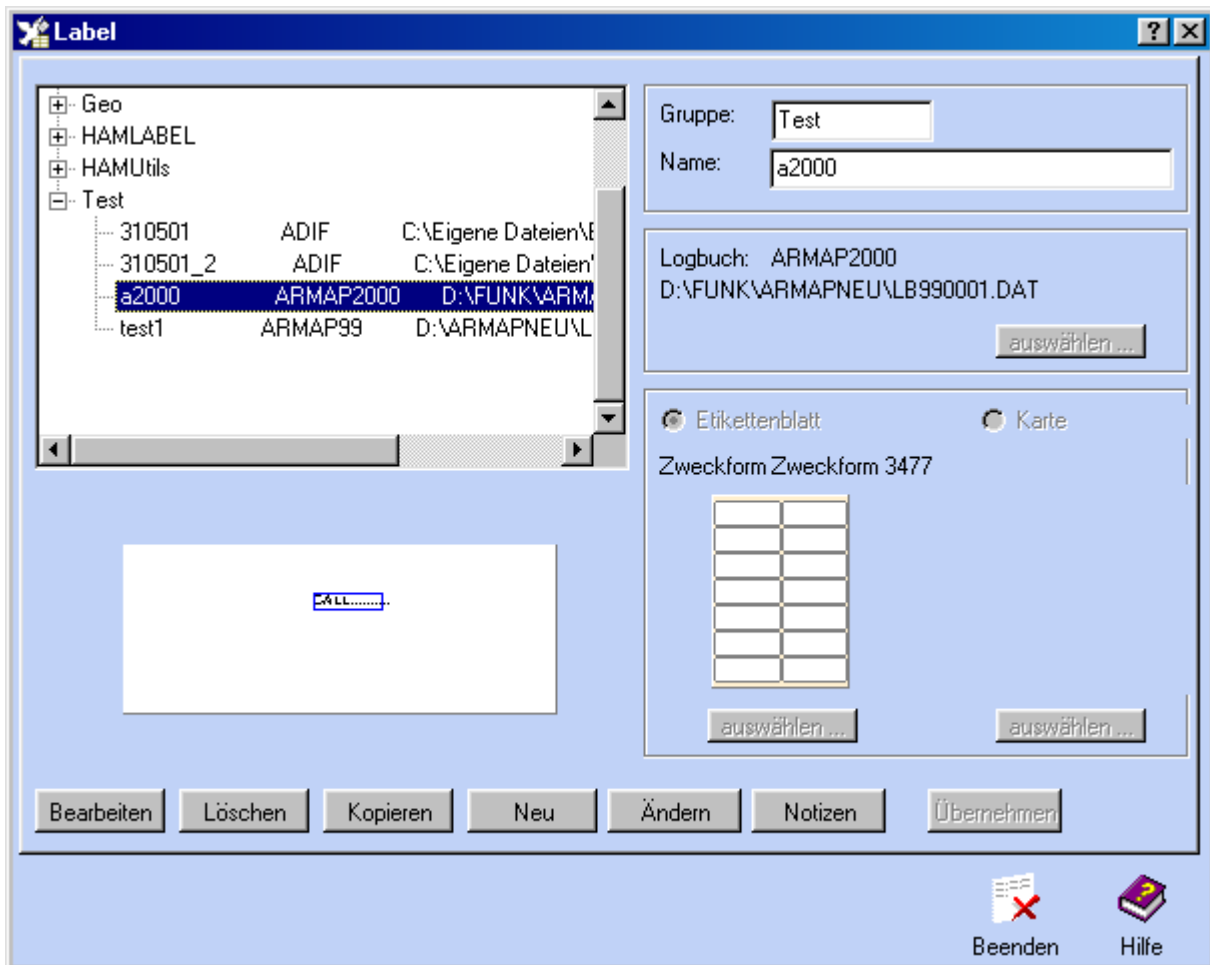 Label
Geo
HAMLABEL
HAMUtils
Test
310501 ADIF C:\Eigene Dateien\
310501_2 ADIF C:\Eigene Dateien
a2000 ARMAP2000 D:\FUNK\ARM
test1 ARMAP99 D:\ARMAPNEU\L
Gruppe: Test
Name: a2000
Logbuch: ARMAP2000
D:\FUNK\ARMAPNEU\LB990001.DAT
auswählen ...
Etikettenblatt Karte
Zweckform Zweckform 3477
CALL..........
auswählen ... auswählen ...
Bearbeiten Löschen Kopieren Neu Ändern Notizen Übernehmen
Beenden Hilfe